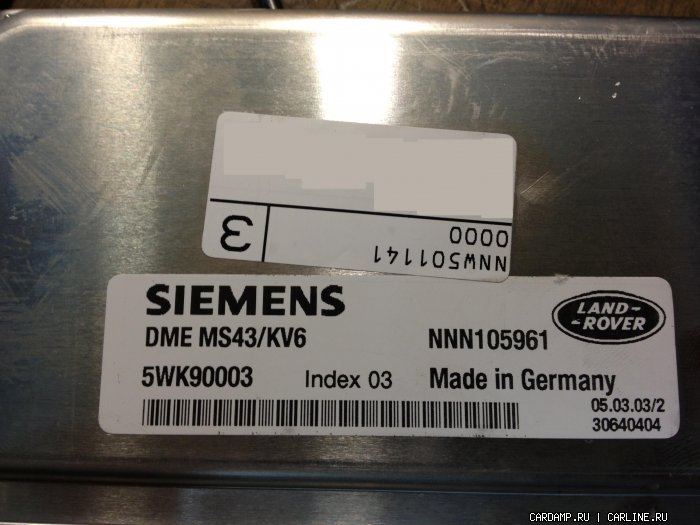 3
NNW501141
0000
SIEMENS
DME MS43/KV6
NNN105961
LAND-
-ROVER
5WK90003 Index 03 Made in Germany
05.03.03/2
30640404
CARDAMP.RU | CARLINE.RU